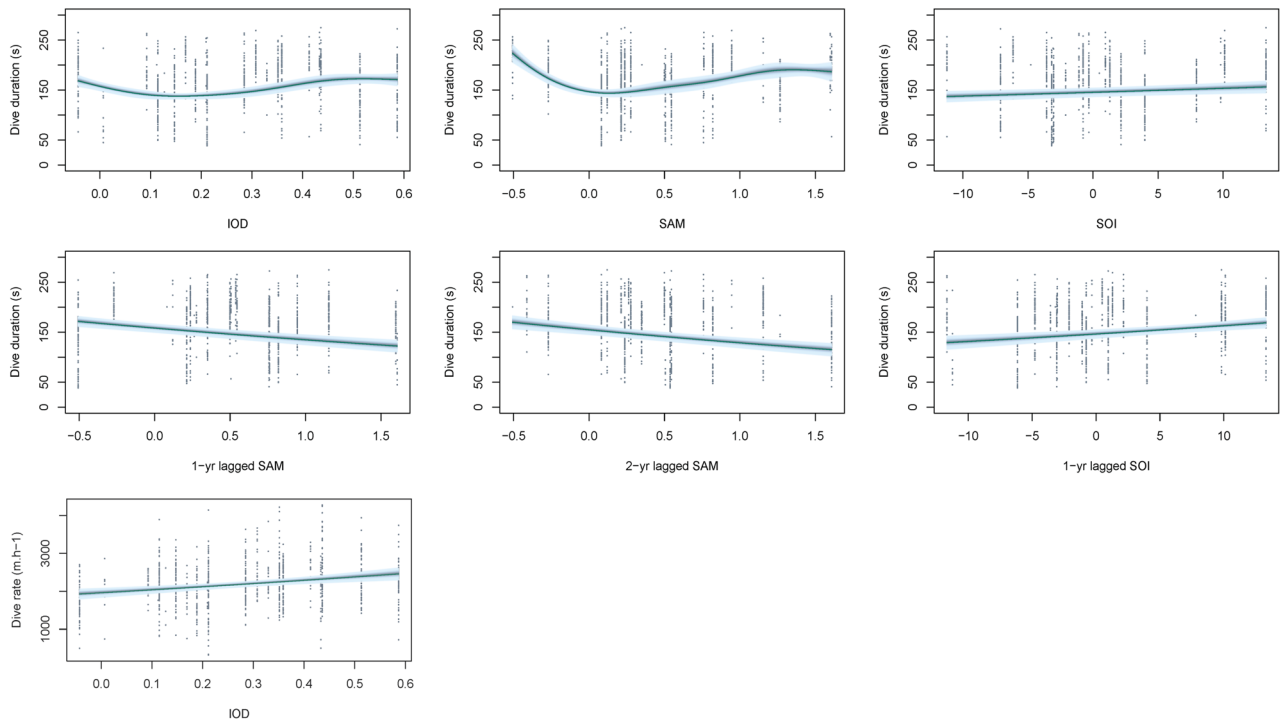 Dive duration (s)
0 50 150 250
0.0 0.1 0.2 0.3 0.4 0.5 0.6
IOD
Dive duration (s)
0 50 150 250
−0.5 0.0 0.5 1.0 1.5
SAM
Dive duration (s)
0 50 150 250
−10 −5 0 5 10
SOI
Dive duration (s)
0 50 150 250
−0.5 0.0 0.5 1.0 1.5
1−yr lagged SAM
Dive duration (s)
0 50 150 250
−0.5 0.0 0.5 1.0 1.5
2−yr lagged SAM
Dive duration (s)
0 50 150 250
−10 −5 0 5 10
1−yr lagged SOI
Dive rate (m.h−1)
1000 3000
0.0 0.1 0.2 0.3 0.4 0.5 0.6
IOD